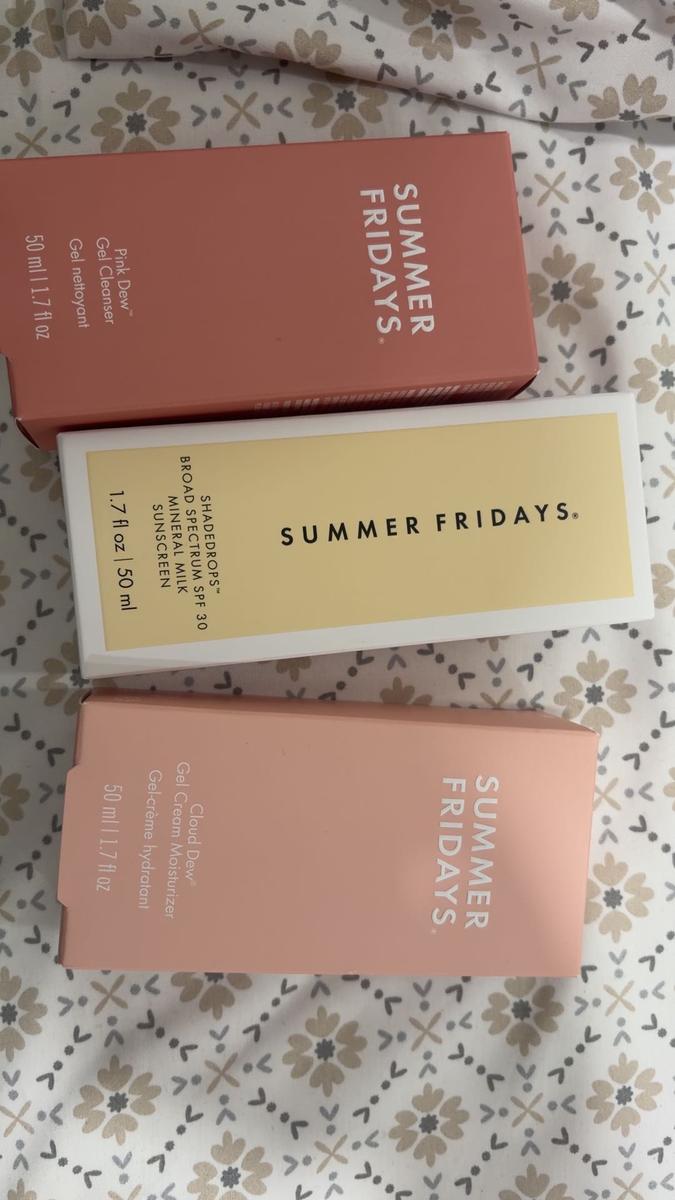 SUMMER
FRIDAYS®
Pink Dew™
Gel Cleanser
Gel nettoyant
50 ml | 1.7 fl oz
SUMMER FRIDAYS®
SHADEDROPS™
BROAD SPECTRUM SPF 30
MINERAL MILK
SUNSCREEN
1.7 fl oz | 50 ml
SUMMER
FRIDAYS®
Cloud Dew®
Gel Cream Moisturizer
Gel-crème hydratant
50 ml | 1.7 fl oz